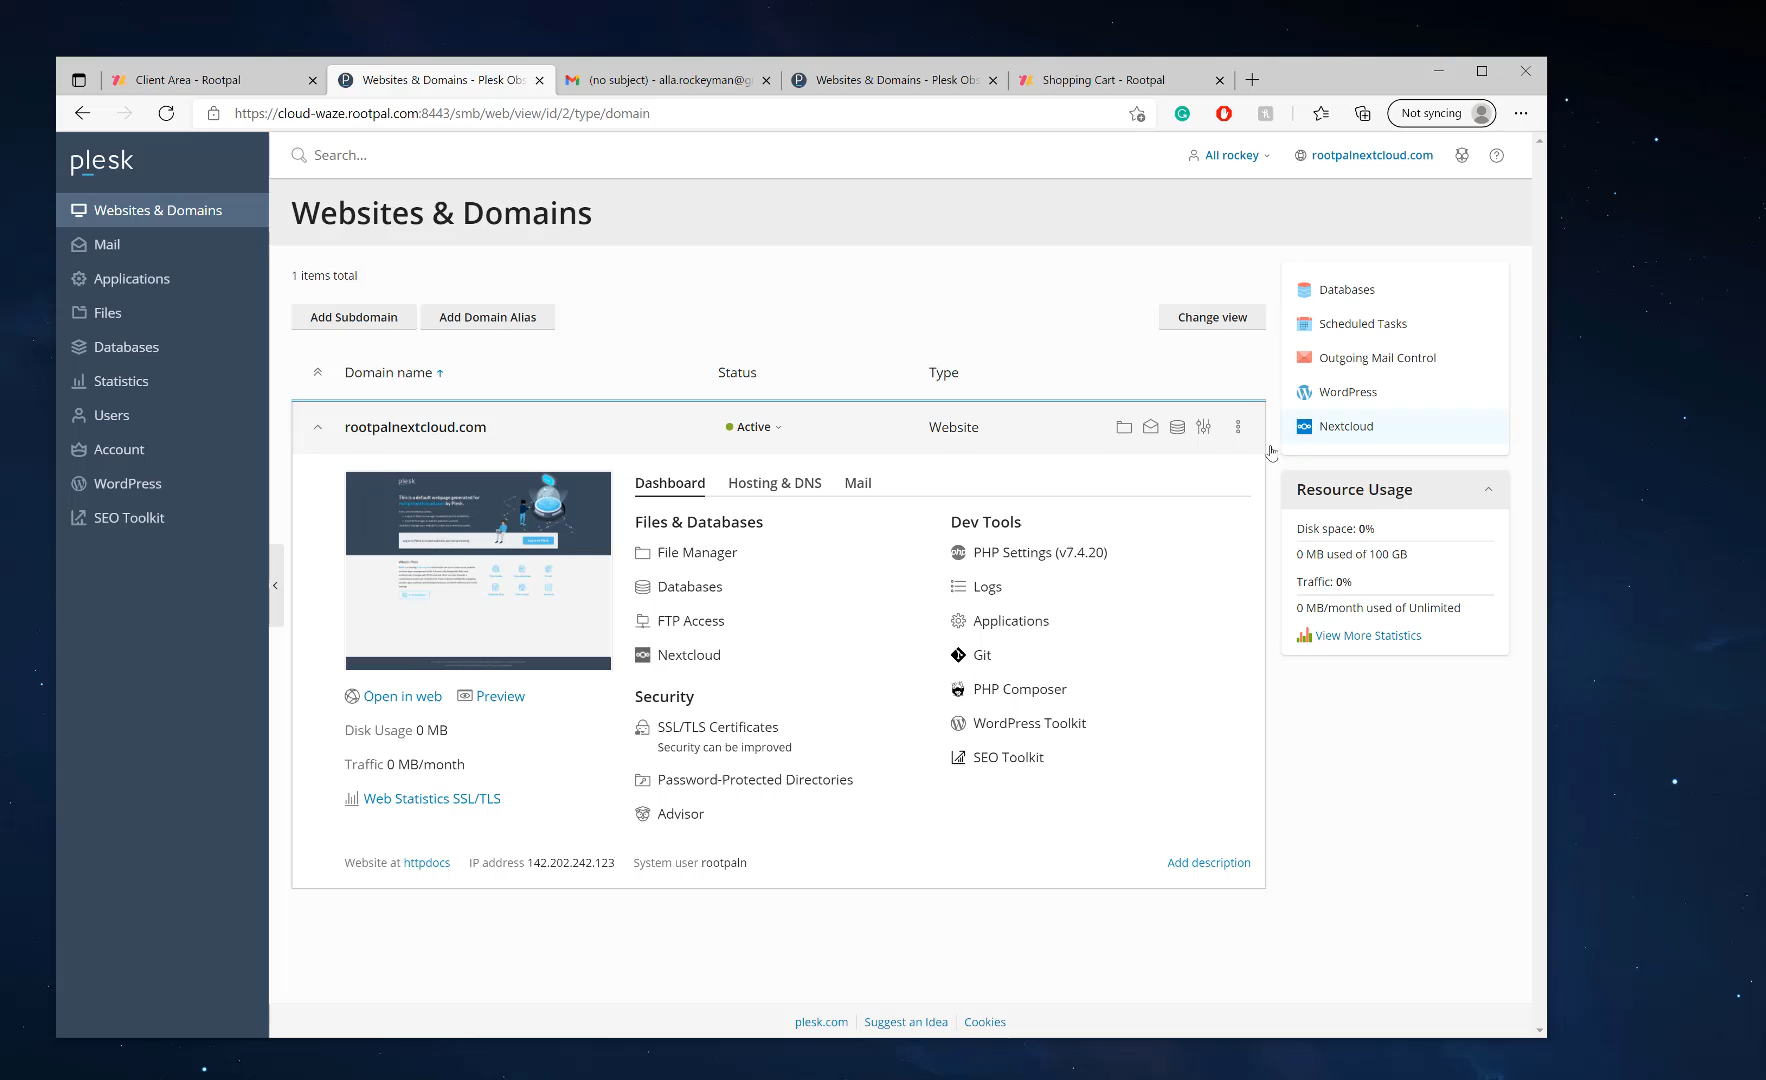 Client Area - Rootpal
Websites & Domains - Plesk Obs
(no subject) - alla.rockeyman@g
Websites & Domains - Plesk Obs
Shopping Cart - Rootpal
https://cloud-waze.rootpal.com:8443/smb/web/view/id/2/type/domain
Not syncing
plesk
Search...
All rockey
rootpalnextcloud.com
Websites & Domains
Mail
Applications
Files
Databases
Statistics
Users
Account
WordPress
SEO Toolkit
Websites & Domains
1 items total
Add Subdomain
Add Domain Alias
Change view
Domain name
Status
Type
rootpalnextcloud.com
Active
Website
Dashboard
Hosting & DNS
Mail
Files & Databases
File Manager
Databases
FTP Access
Nextcloud
Security
SSL/TLS Certificates
Security can be improved
Password-Protected Directories
Advisor
Dev Tools
php
PHP Settings (v7.4.20)
Logs
Applications
Git
PHP Composer
WordPress Toolkit
SEO Toolkit
plesk
Open in web
Preview
Disk Usage 0 MB
Traffic 0 MB/month
Web Statistics SSL/TLS
Website at httpdocs
IP address 142.202.242.123
System user rootpaln
Add description
Databases
Scheduled Tasks
Outgoing Mail Control
WordPress
Nextcloud
Resource Usage
Disk space: 0%
0 MB used of 100 GB
Traffic: 0%
0 MB/month used of Unlimited
View More Statistics
plesk.com
Suggest an Idea
Cookies